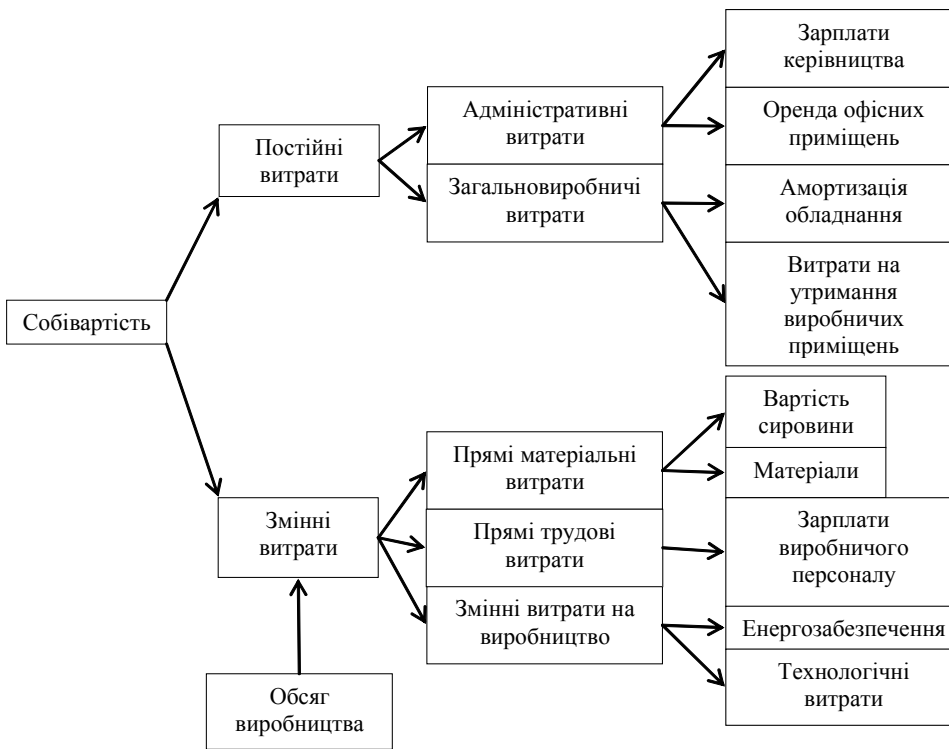 Зарплати
керівництва
Адміністративні
витрати
Оренда офісних
приміщень
Постійні
витрати
Загальновиробничі
витрати
Амортизація
обладнання
Витрати на
утримання
виробничих
приміщень
Собівартість
Вартість
сировини
Прямі матеріальні
витрати
Матеріали
Змінні
витрати
Прямі трудові
витрати
Зарплати
виробничого
персоналу
Змінні витрати на
виробництво
Енергозабезпечення
Технологічні
витрати
Обсяг
виробництва